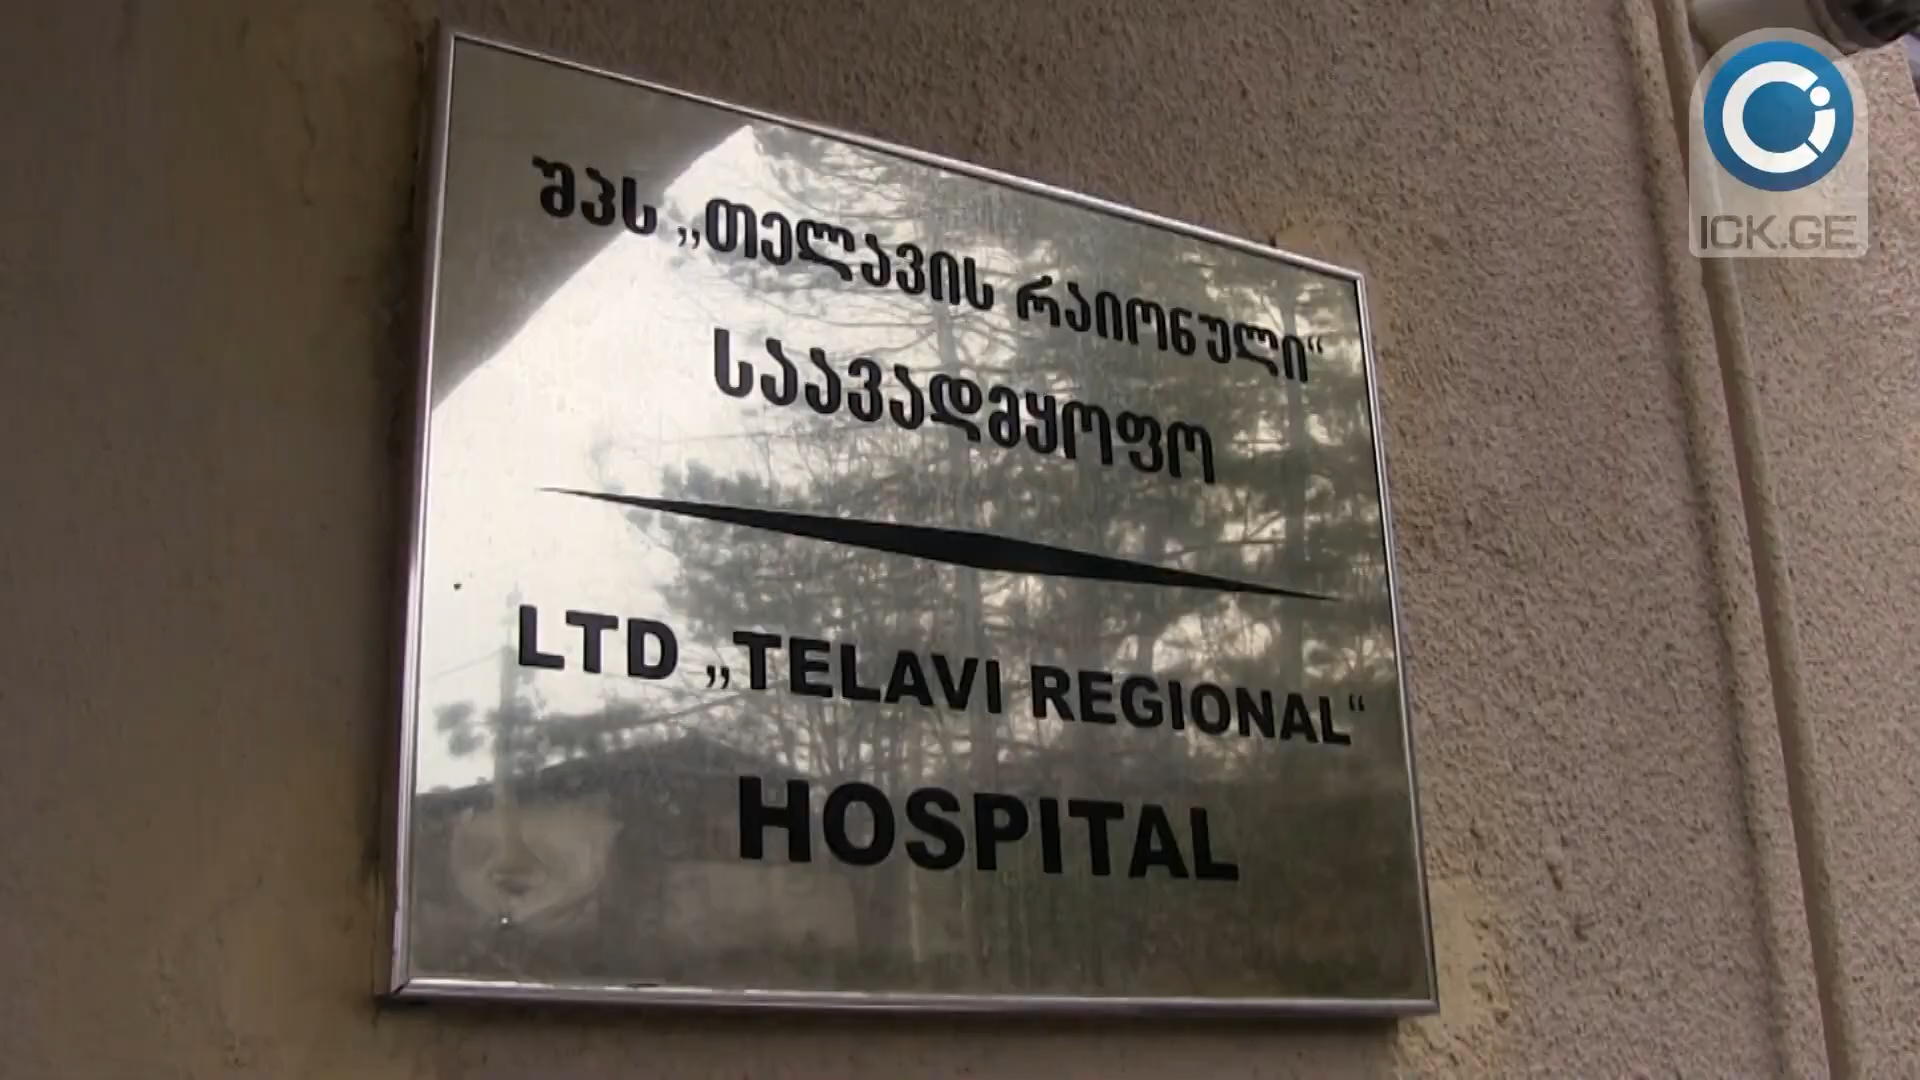 შპს „თელავის რაიონული“
საავადმყოფო
LTD „TELAVI REGIONAL“
HOSPITAL
ICK.GE